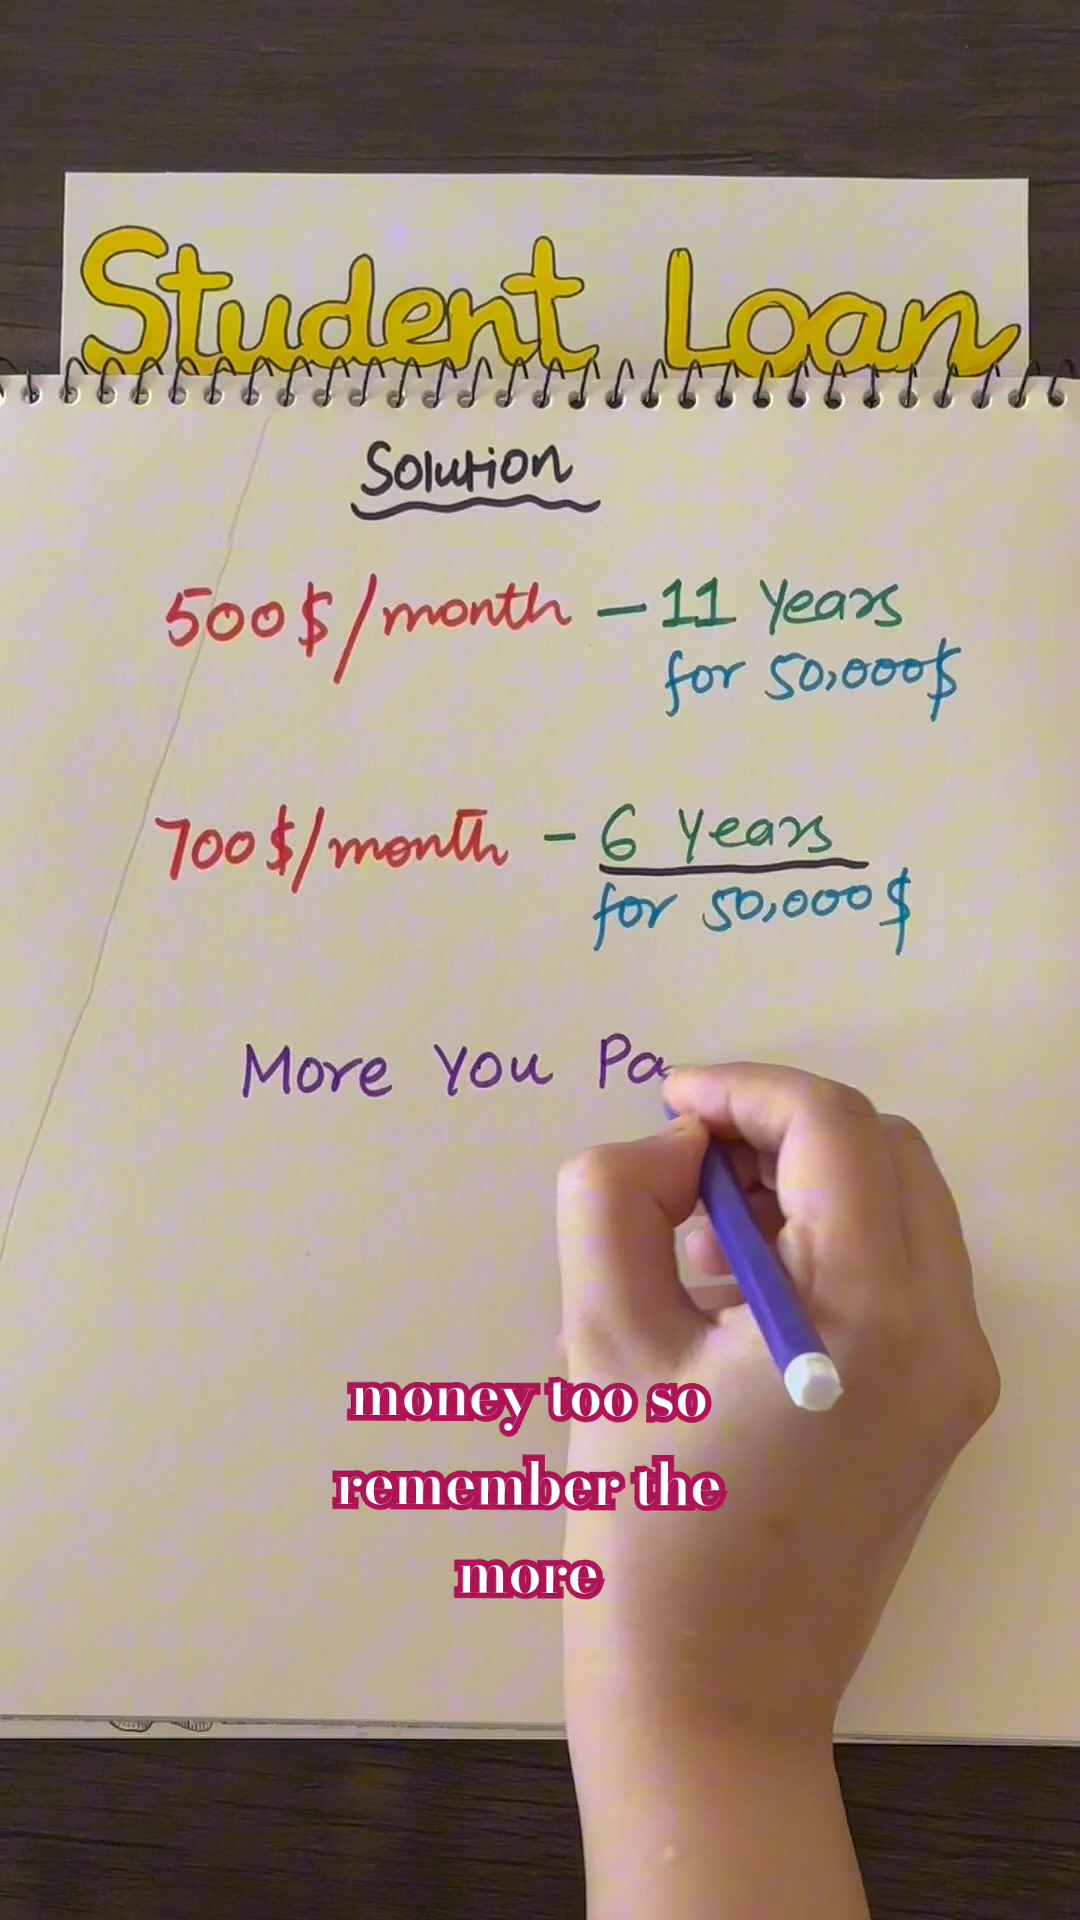 Student Loan
Solution
500$/month - 11 Years
for 50,000$
700$/month - 6 Years
for 50,000$
More You Pa
money too so
remember the
more